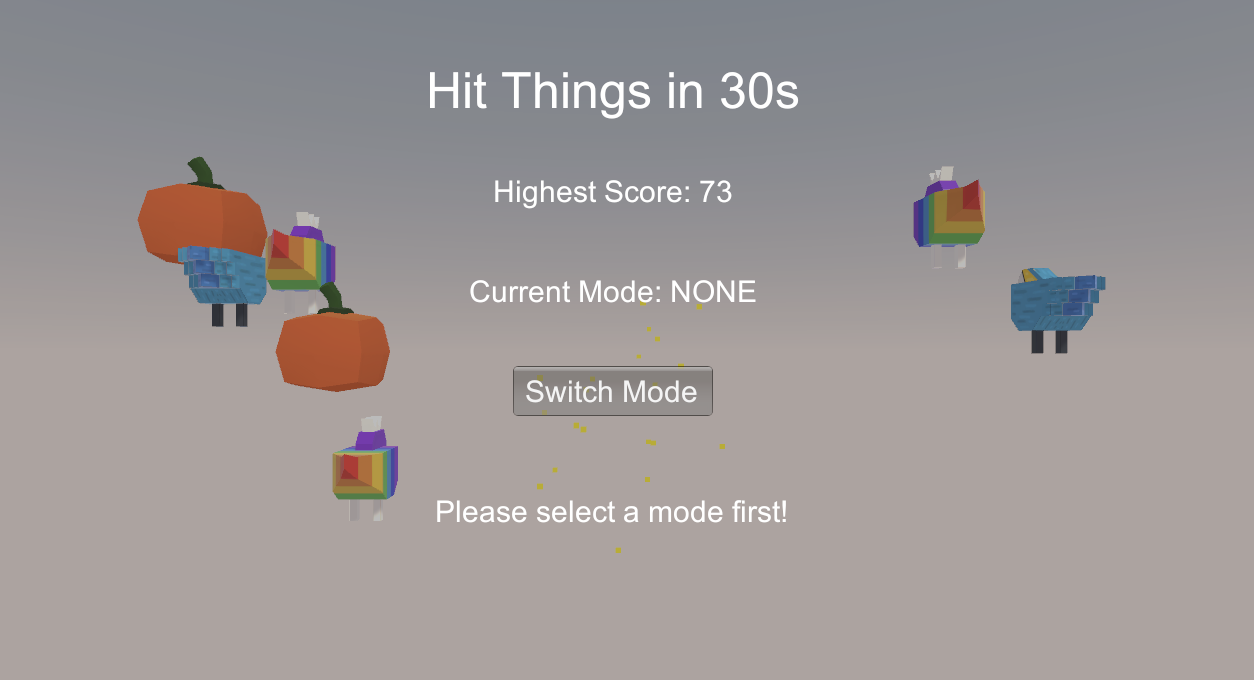 Hit Things in 30s
Highest Score: 73
Current Mode: NONE
Switch Mode
Please select a mode first!